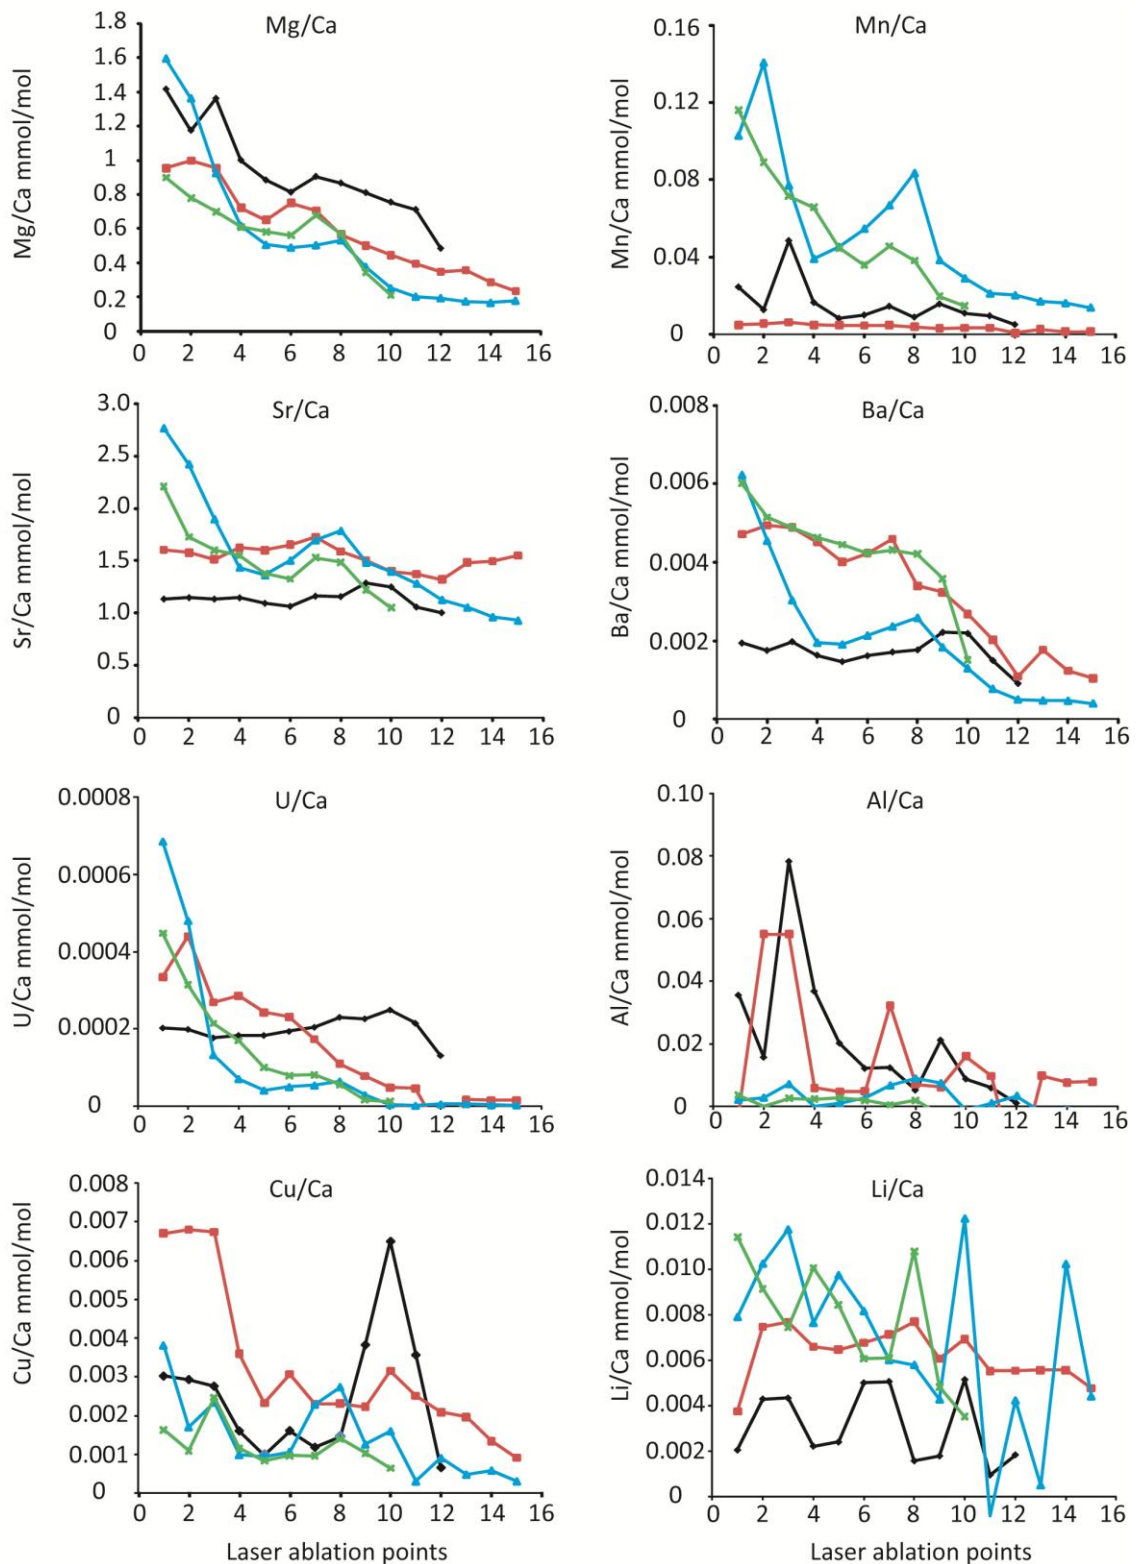 Mg/Ca
Mg/Ca mmol/mol
1.8
1.6
1.4
1.2
1
0.8
0.6
0.4
0.2
0
0 2 4 6 8 10 12 14 16
Mn/Ca
Mn/Ca mmol/mol
0.16
0.12
0.08
0.04
0
0 2 4 6 8 10 12 14 16
Sr/Ca
Sr/Ca mmol/mol
3.0
2.5
2.0
1.5
1.0
0.5
0
0 2 4 6 8 10 12 14 16
Ba/Ca
Ba/Ca mmol/mol
0.008
0.006
0.004
0.002
0
0 2 4 6 8 10 12 14 16
U/Ca
U/Ca mmol/mol
0.0008
0.0006
0.0004
0.0002
0
0 2 4 6 8 10 12 14 16
Al/Ca
Al/Ca mmol/mol
0.10
0.08
0.06
0.04
0.02
0
0 2 4 6 8 10 12 14 16
Cu/Ca
Cu/Ca mmol/mol
0.008
0.007
0.006
0.005
0.004
0.003
0.002
0.001
0
0 2 4 6 8 10 12 14 16
Laser ablation points
Li/Ca
Li/Ca mmol/mol
0.014
0.012
0.010
0.008
0.006
0.004
0.002
0
0 2 4 6 8 10 12 14 16
Laser ablation points